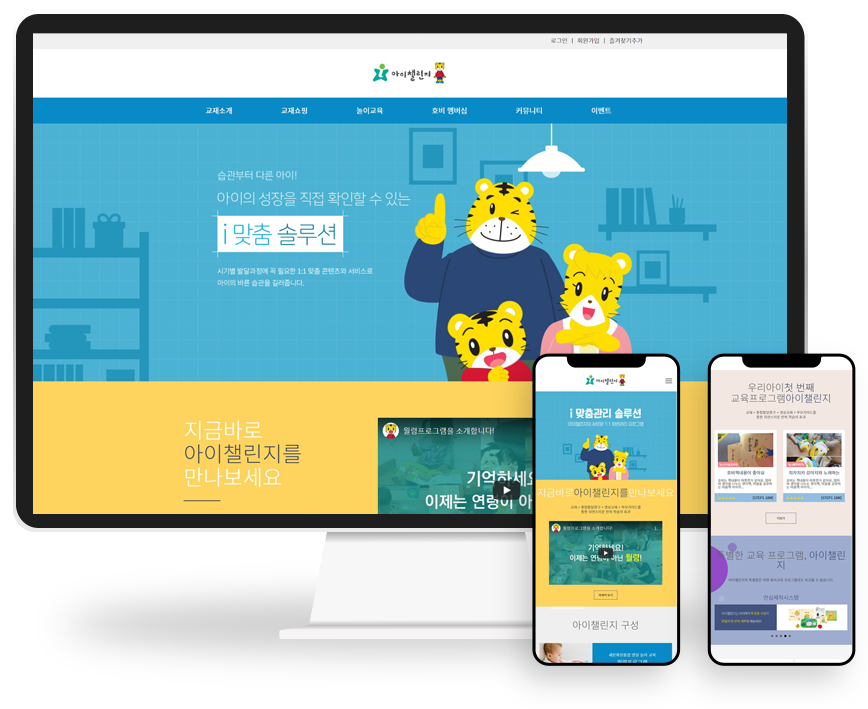 로그인 | 회원가입 | 즐겨찾기추가
아이챌린지
교재소개 교재쇼핑 놀이교육 호비 멤버십 커뮤니티 이벤트
습관부터 다른 아이!
아이의 성장을 직접 확인할 수 있는
i 맞춤 솔루션
시기별 발달과정에 꼭 필요한 1:1 맞춤 콘텐츠와 서비스로
아이의 바른 습관을 길러줍니다.
지금바로
아이챌린지를
만나보세요
월령프로그램을 소개합니다!
기억하세요
이제는 연령이 아
아이챌린지
i 맞춤관리 솔루션
지금바로아이챌린지를만나보세요
월령프로그램을 소개합니다!
기억하세요!
이제는 연령이 아닌 월령!
아이챌린지 구성
우리아이첫 번째
교육프로그램아이챌린지
별한 교육 프로그램, 아이챌린
지
안심제작시스템